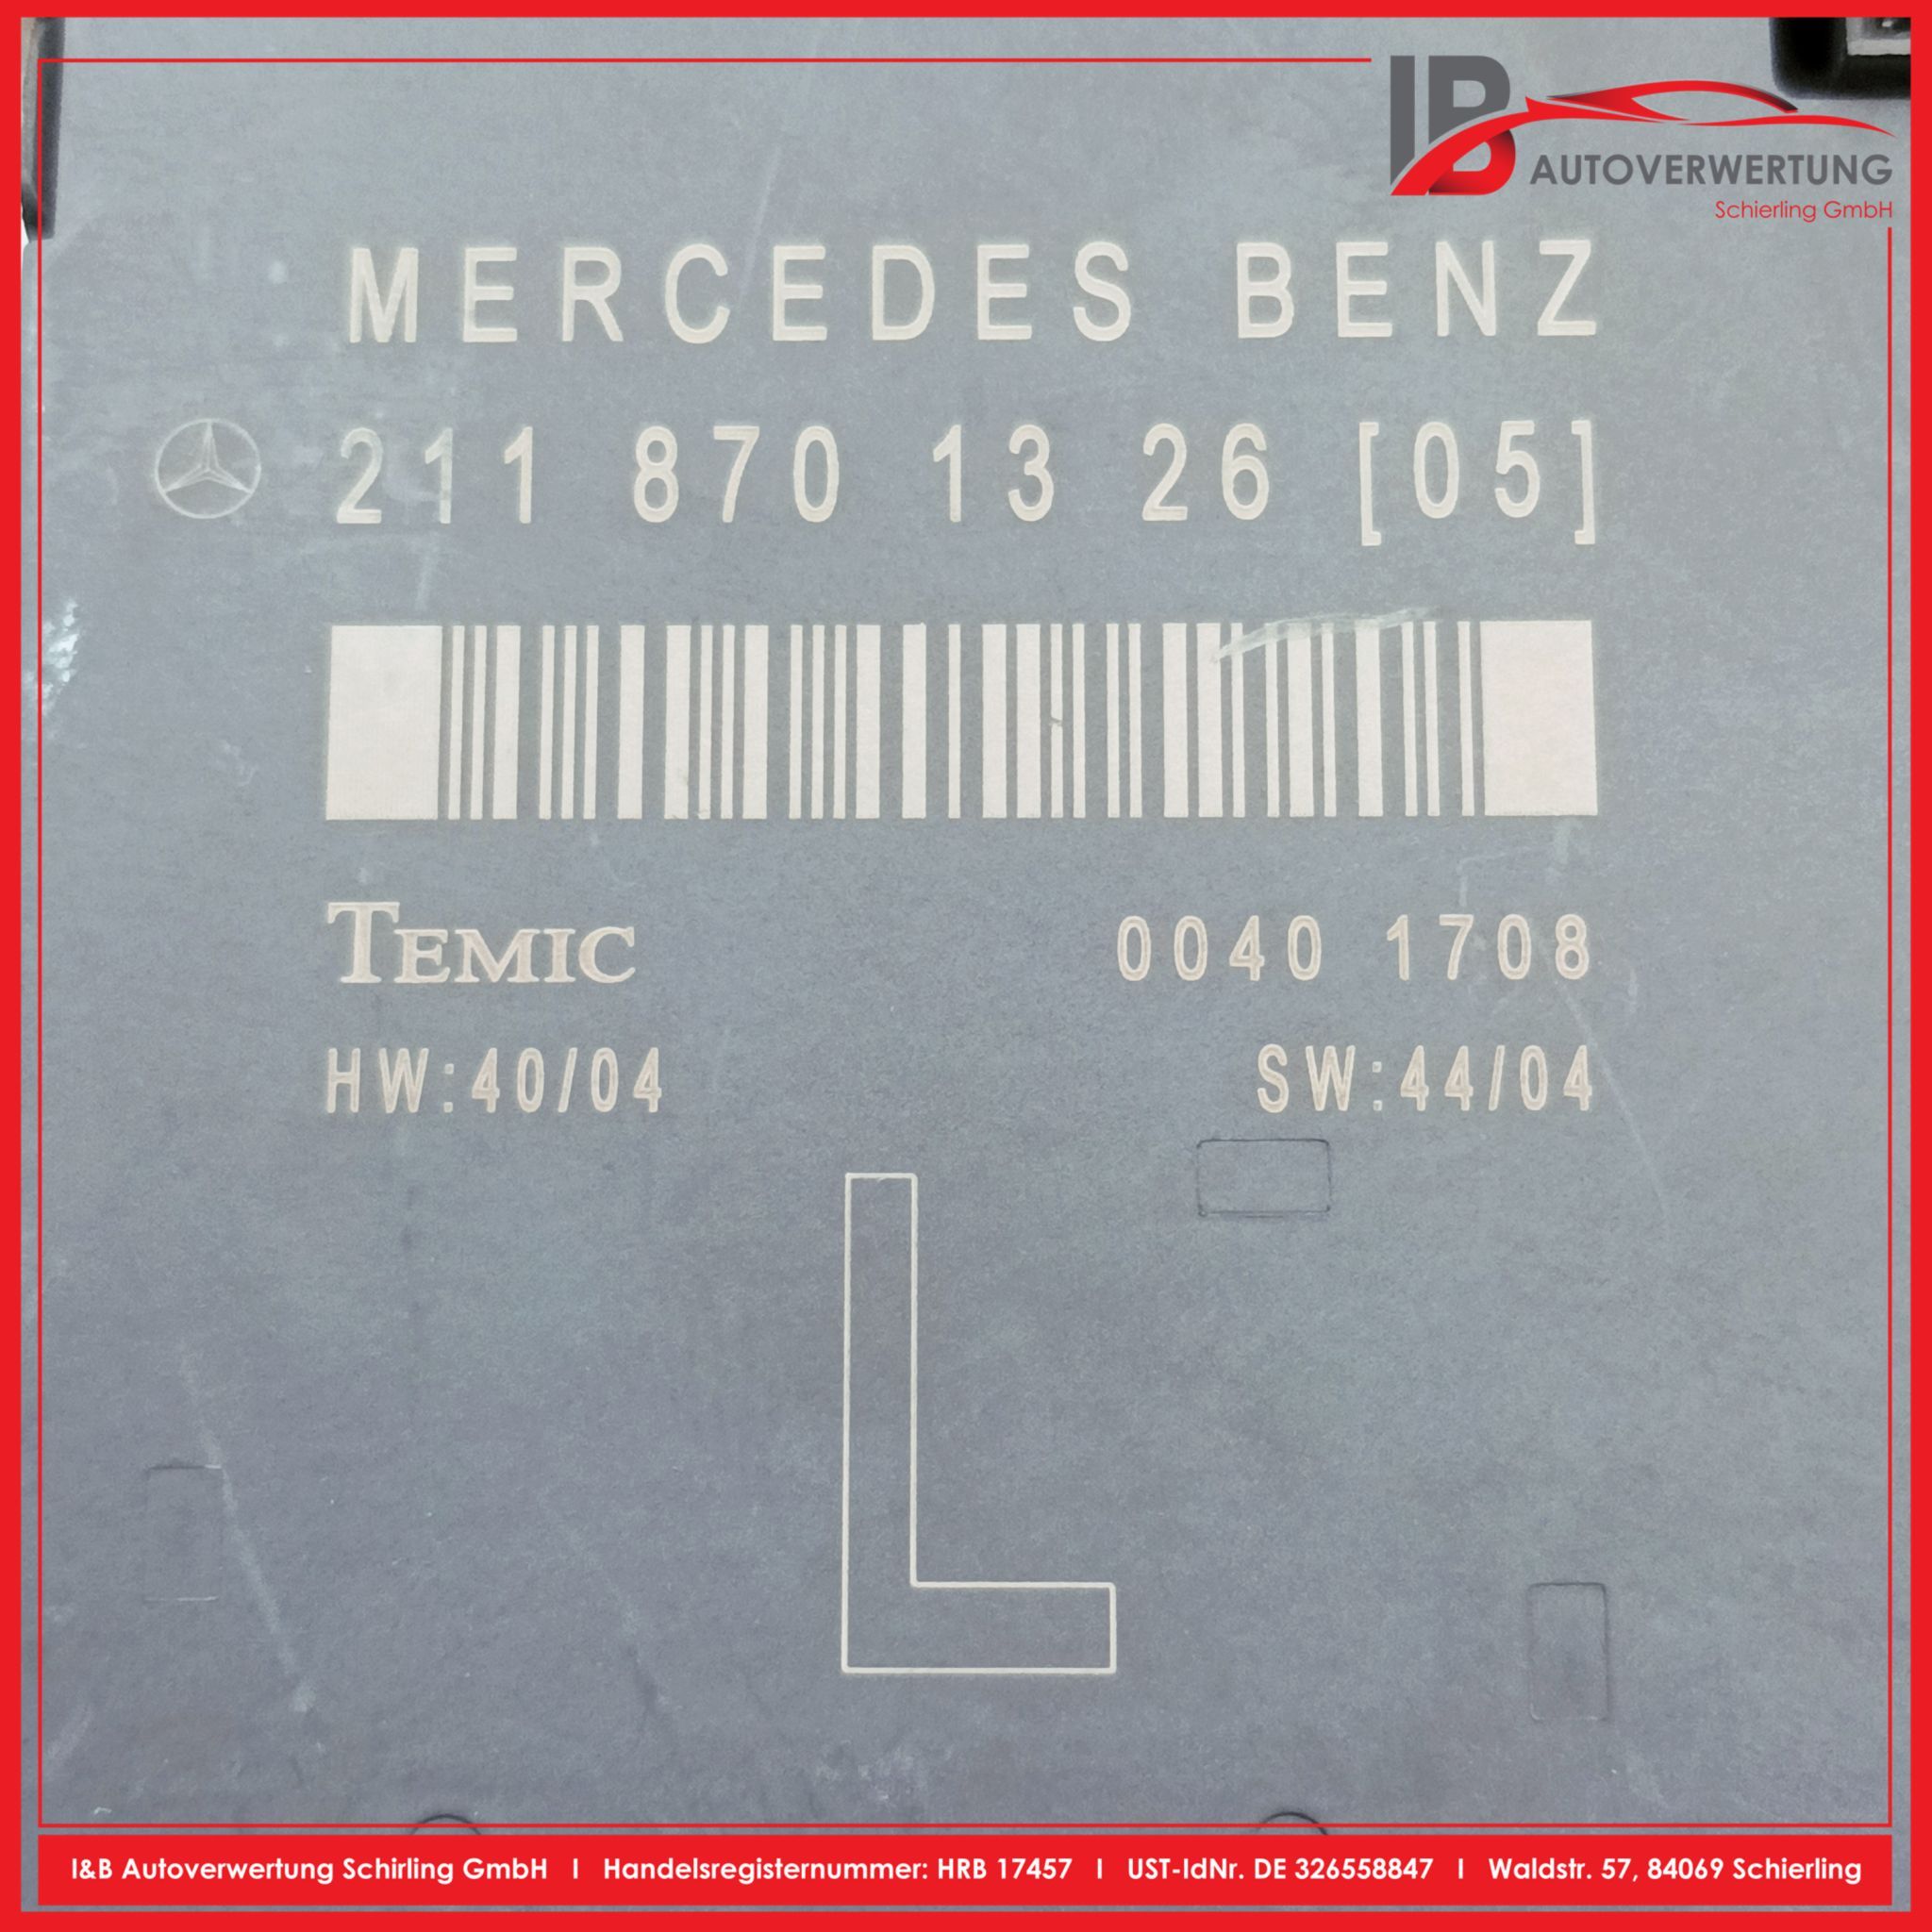 IB
AUTOVERWERTUNG
Schierling GmbH
MERCEDES BENZ
211 870 13 26 [05]
TEMIC 0040 1708
HW:40/04 SW:44/04
L
I&B Autoverwertung Schirling GmbH I Handelsregisternummer: HRB 17457 I UST-IdNr. DE 326558847 I Waldstr. 57, 84069 Schierling